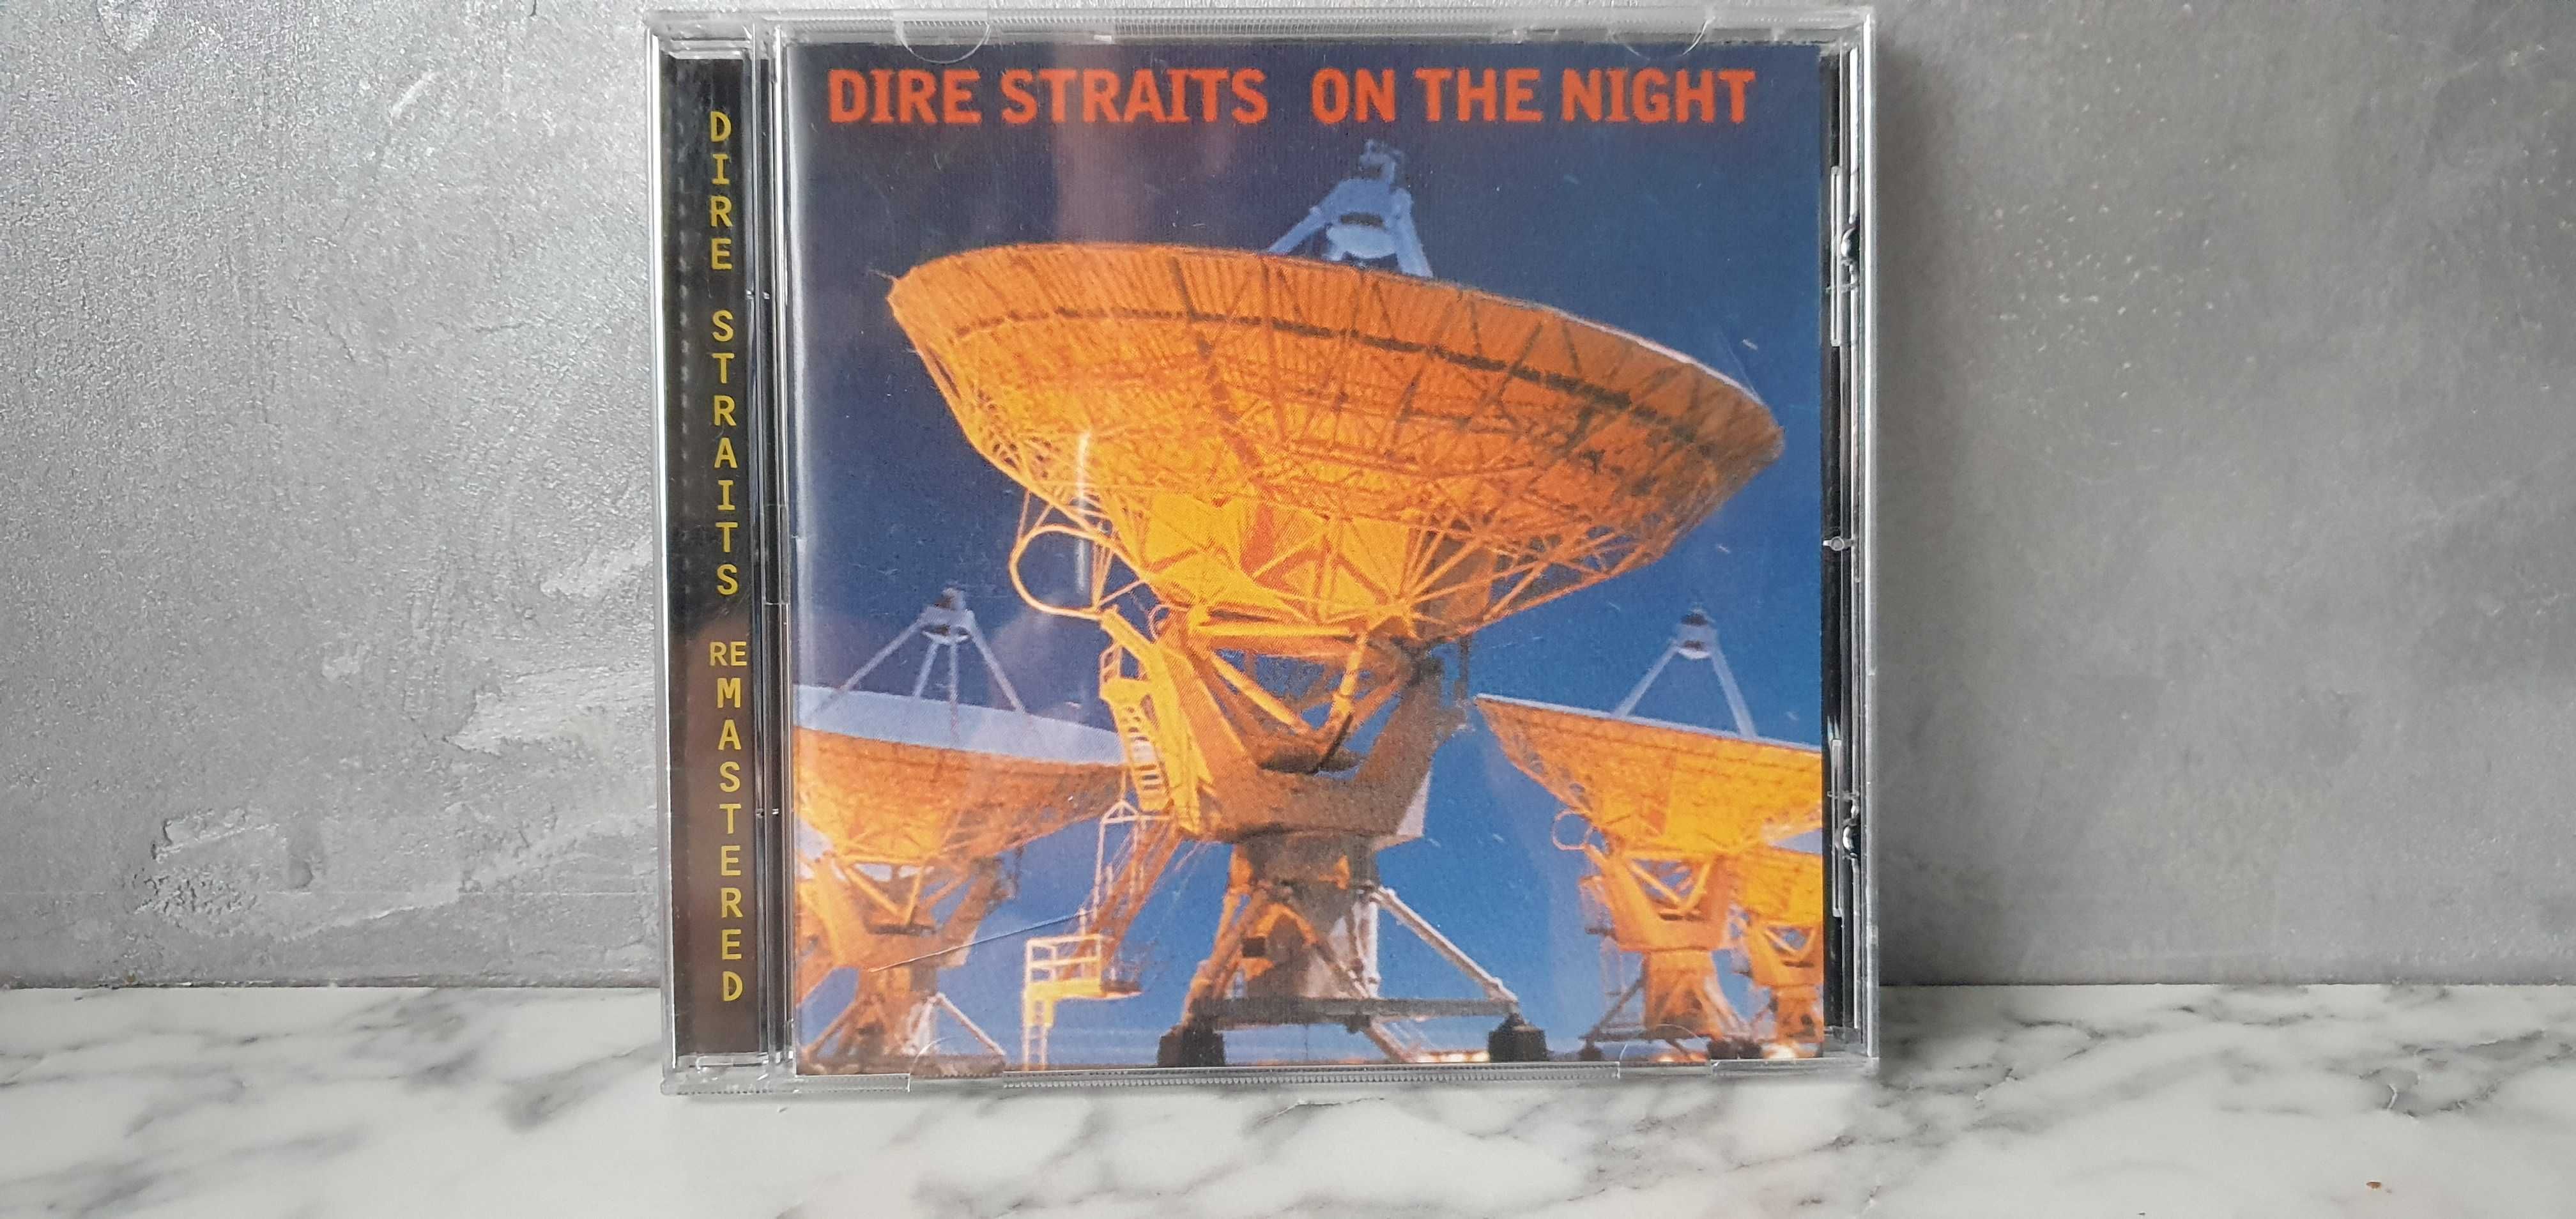 DIRE STRAITS ON THE NIGHT
DIRE STRAITS REMASTERED